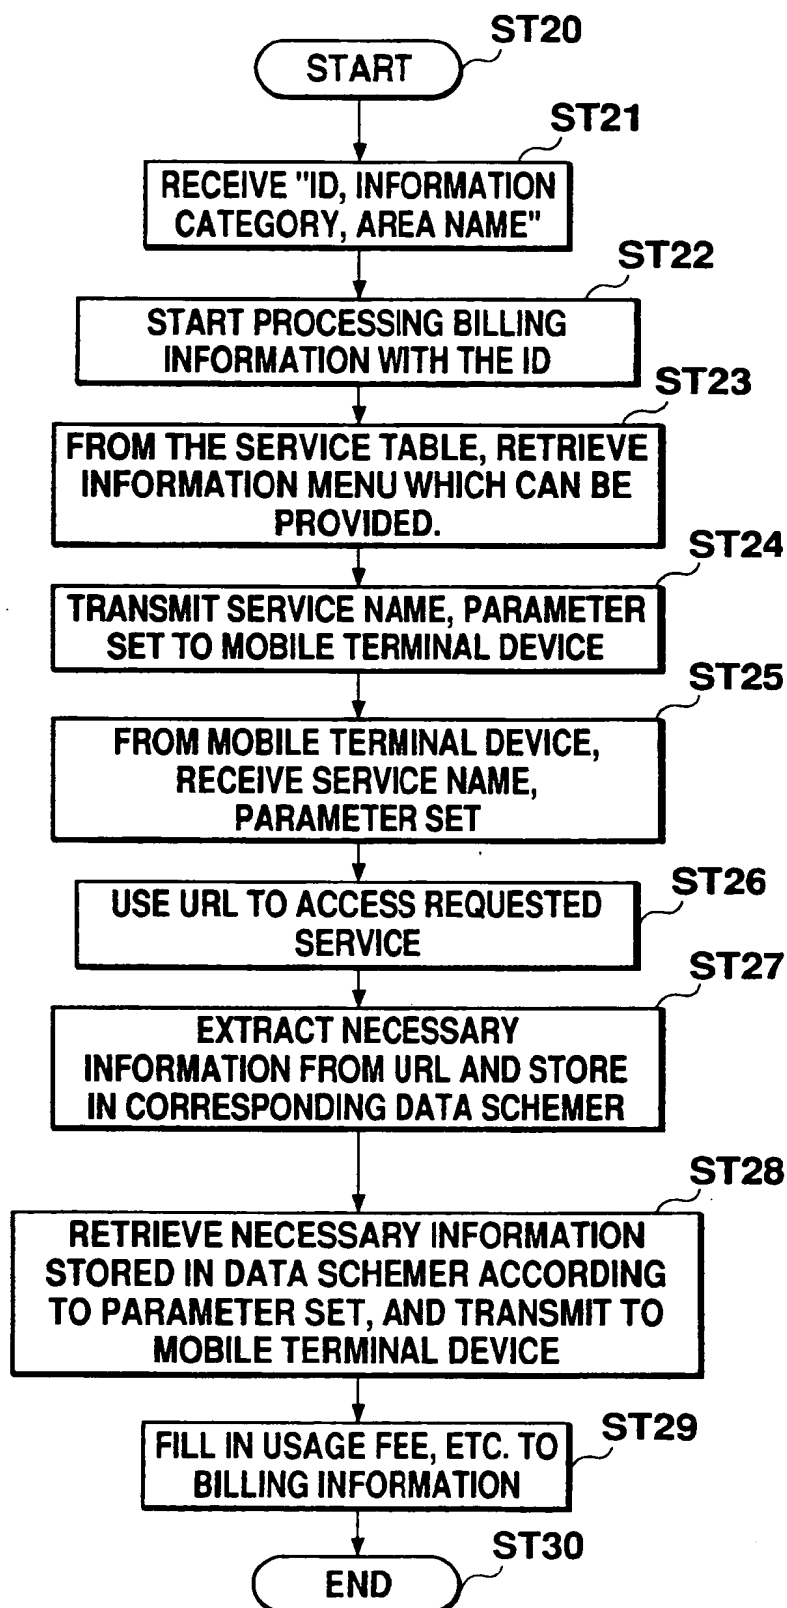 ST20
START
ST21
RECEIVE "ID, INFORMATION
CATEGORY, AREA NAME"
ST22
START PROCESSING BILLING
INFORMATION WITH THE ID
ST23
FROM THE SERVICE TABLE, RETRIEVE
INFORMATION MENU WHICH CAN BE
PROVIDED.
ST24
TRANSMIT SERVICE NAME, PARAMETER
SET TO MOBILE TERMINAL DEVICE
ST25
FROM MOBILE TERMINAL DEVICE,
RECEIVE SERVICE NAME,
PARAMETER SET
ST26
USE URL TO ACCESS REQUESTED
SERVICE
ST27
EXTRACT NECESSARY
INFORMATION FROM URL AND STORE
IN CORRESPONDING DATA SCHEMER
ST28
RETRIEVE NECESSARY INFORMATION
STORED IN DATA SCHEMER ACCORDING
TO PARAMETER SET, AND TRANSMIT TO
MOBILE TERMINAL DEVICE
ST29
FILL IN USAGE FEE, ETC. TO
BILLING INFORMATION
ST30
END